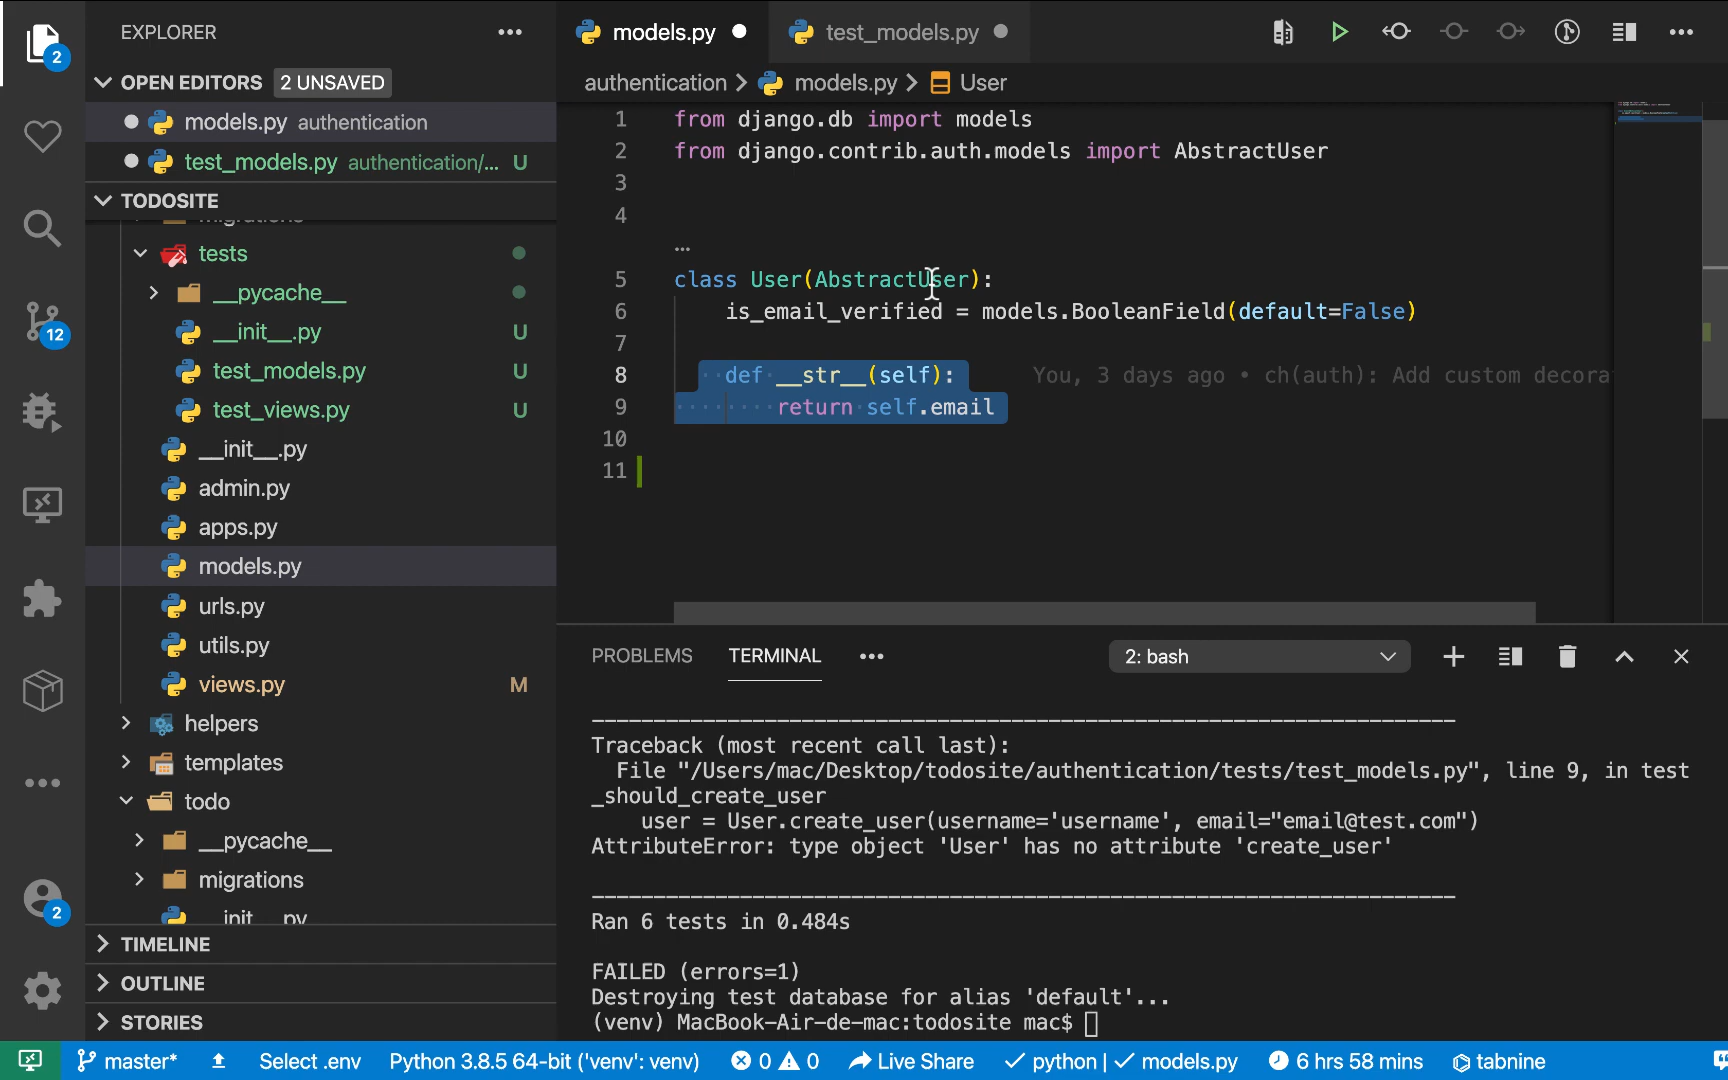 2
EXPLORER
...
models.py
test_models.py
...
OPEN EDITORS 2 UNSAVED
authentication > models.py > User
models.py authentication
test_models.py authentication/... U
TODOSITE
migrations
tests
__pycache__
__init__.py U
test_models.py U
test_views.py U
__init__.py
admin.py
apps.py
models.py
urls.py
utils.py
views.py M
helpers
templates
todo
__pycache__
migrations
__init__.py
TIMELINE
OUTLINE
STORIES
12
2
1 from django.db import models
2 from django.contrib.auth.models import AbstractUser
3
4
...
5 class User(AbstractUser):
6 is_email_verified = models.BooleanField(default=False)
7
8 def __str__(self): You, 3 days ago • ch(auth): Add custom decora
9 return self.email
10
11
PROBLEMS TERMINAL ... 2: bash
Traceback (most recent call last):
File "/Users/mac/Desktop/todosite/authentication/tests/test_models.py", line 9, in test
_should_create_user
user = User.create_user(username='username', email="email@test.com")
AttributeError: type object 'User' has no attribute 'create_user'
Ran 6 tests in 0.484s
FAILED (errors=1)
Destroying test database for alias 'default'...
(venv) MacBook-Air-de-mac:todosite mac$
master* Select .env Python 3.8.5 64-bit ('venv': venv) 0 0 Live Share python | models.py 6 hrs 58 mins tabnine